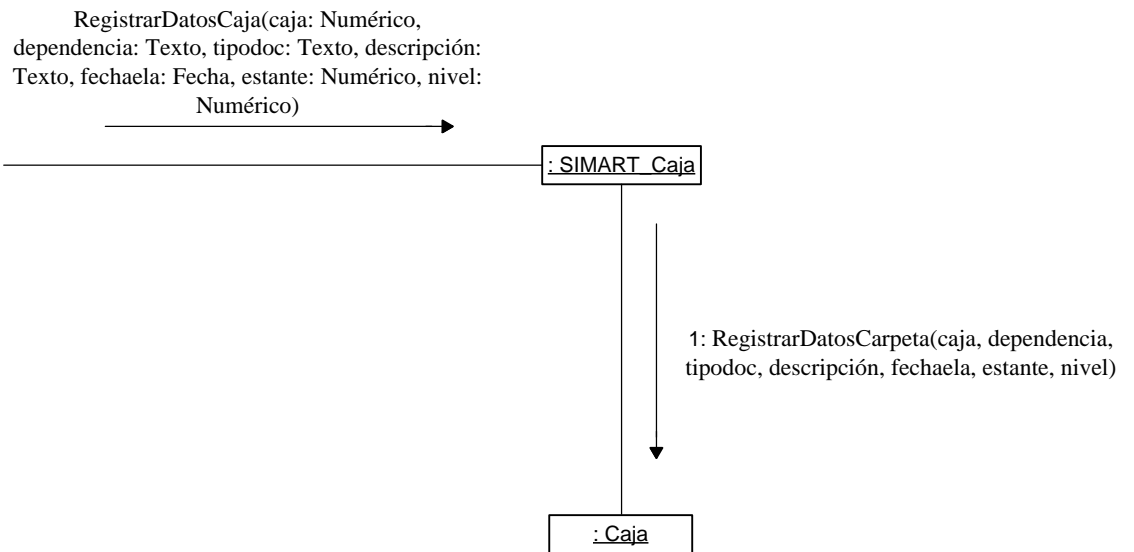 RegistrarDatosCaja(caja: Numérico,
dependencia: Texto, tipodoc: Texto, descripción:
Texto, fechaela: Fecha, estante: Numérico, nivel:
Numérico)
: SIMART_Caja
1: RegistrarDatosCarpeta(caja, dependencia,
tipodoc, descripción, fechaela, estante, nivel)
: Caja